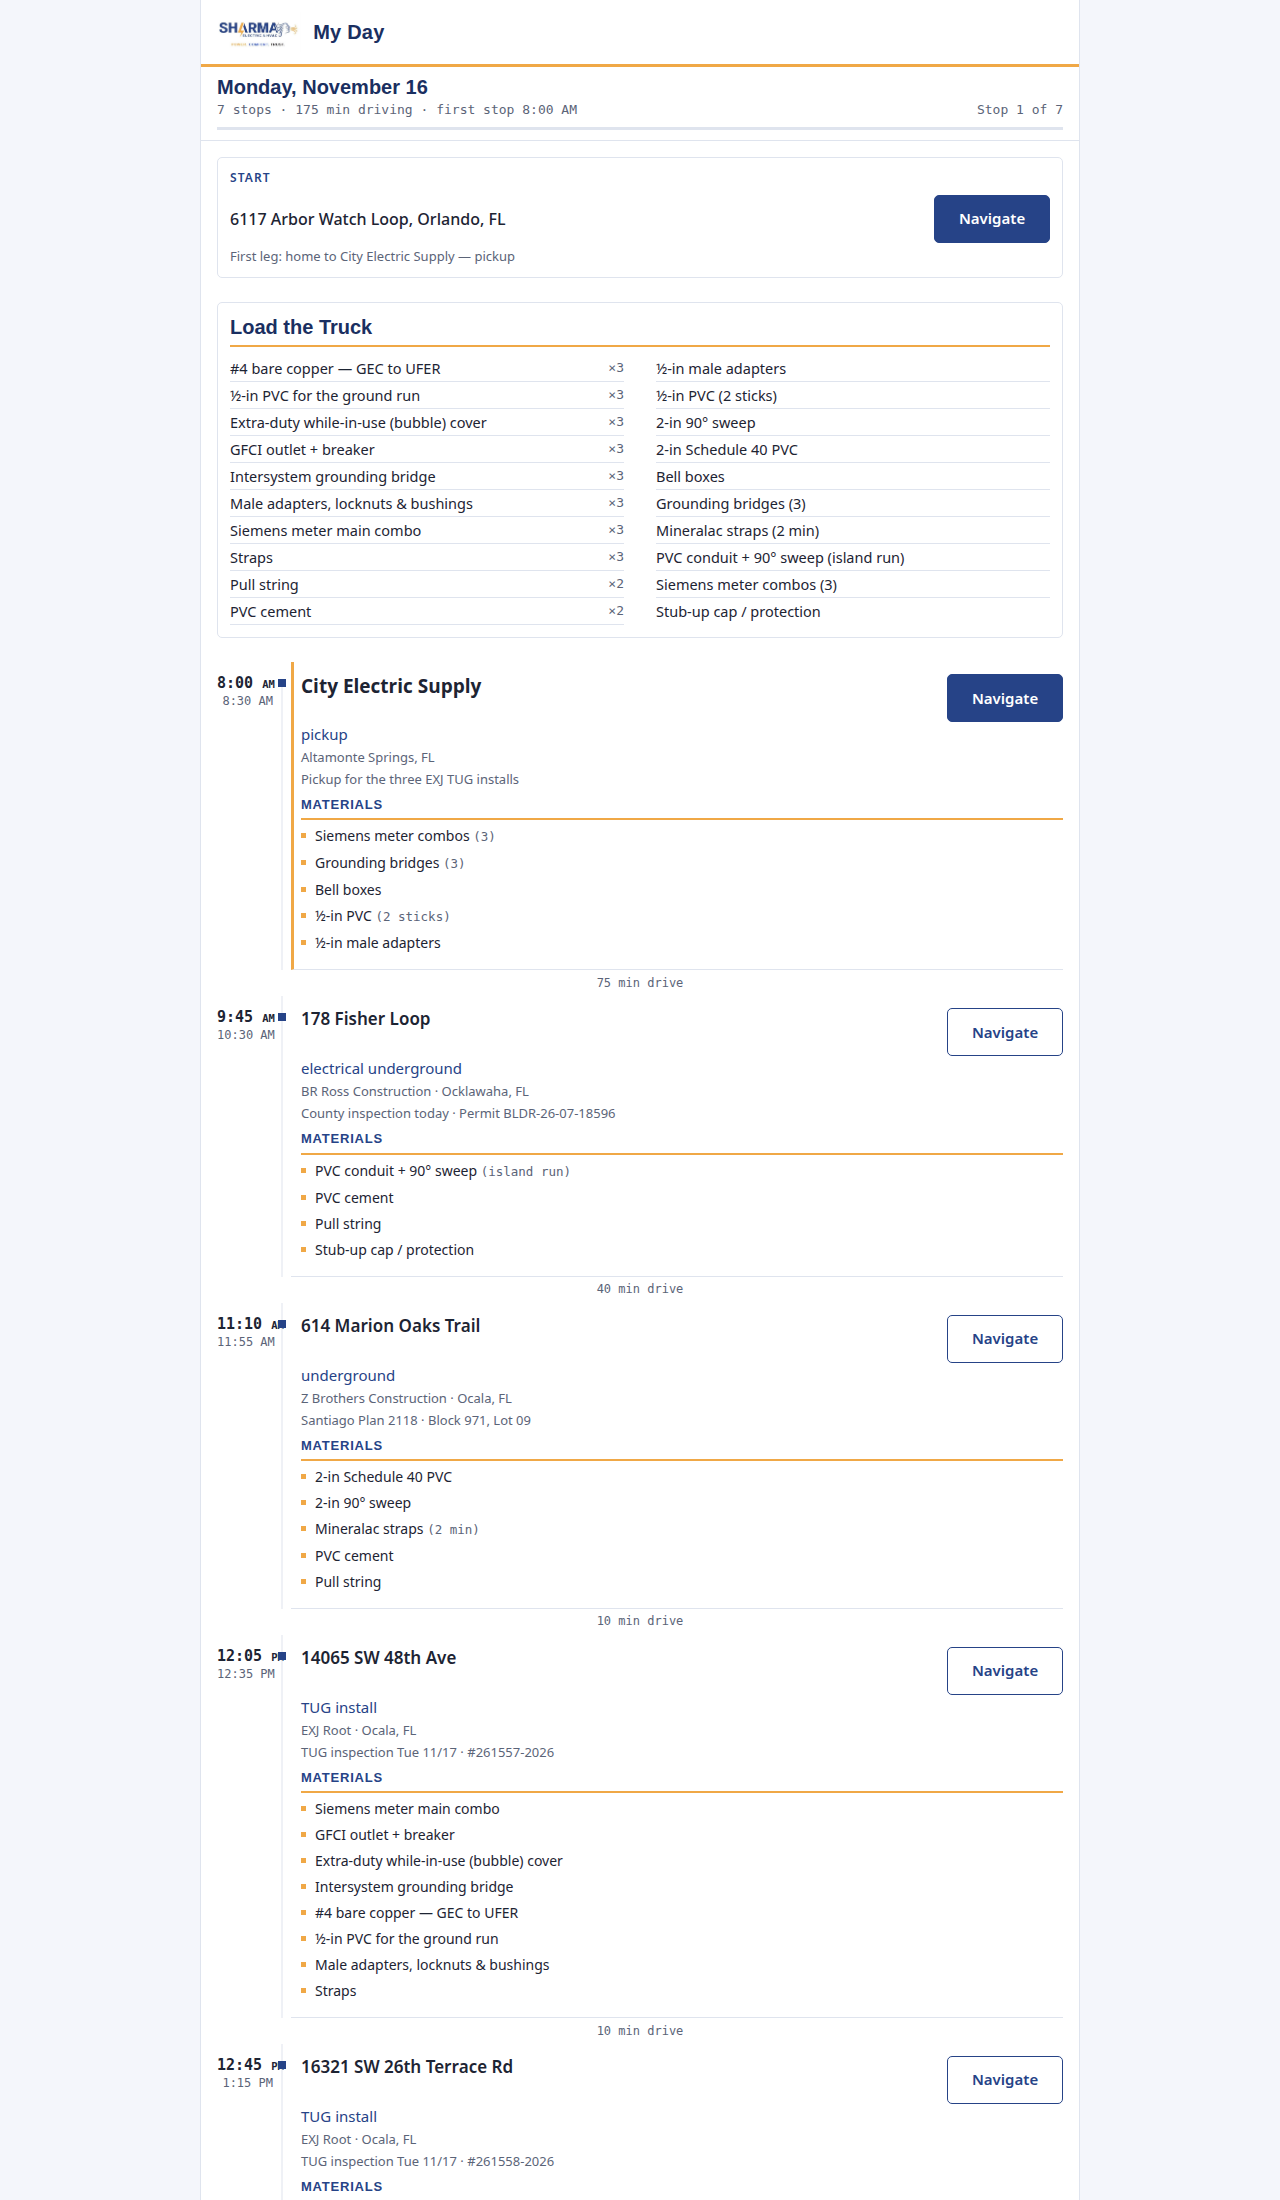 SHARMA
My Day
Monday, November 16
7 stops · 175 min driving · first stop 8:00 AM
Stop 1 of 7
START
6117 Arbor Watch Loop, Orlando, FL
Navigate
First leg: home to City Electric Supply — pickup
Load the Truck
#4 bare copper — GEC to UFER ×3
½-in PVC for the ground run ×3
Extra-duty while-in-use (bubble) cover ×3
GFCI outlet + breaker ×3
Intersystem grounding bridge ×3
Male adapters, locknuts & bushings ×3
Siemens meter main combo ×3
Straps ×3
Pull string ×2
PVC cement ×2
½-in male adapters
½-in PVC (2 sticks)
2-in 90° sweep
2-in Schedule 40 PVC
Bell boxes
Grounding bridges (3)
Mineralac straps (2 min)
PVC conduit + 90° sweep (island run)
Siemens meter combos (3)
Stub-up cap / protection
8:00 AM
8:30 AM
City Electric Supply
Navigate
pickup
Altamonte Springs, FL
Pickup for the three EXJ TUG installs
MATERIALS
Siemens meter combos (3)
Grounding bridges (3)
Bell boxes
½-in PVC (2 sticks)
½-in male adapters
75 min drive
9:45 AM
10:30 AM
178 Fisher Loop
Navigate
electrical underground
BR Ross Construction · Ocklawaha, FL
County inspection today · Permit BLDR-26-07-18596
MATERIALS
PVC conduit + 90° sweep (island run)
PVC cement
Pull string
Stub-up cap / protection
40 min drive
11:10 AM
11:55 AM
614 Marion Oaks Trail
Navigate
underground
Z Brothers Construction · Ocala, FL
Santiago Plan 2118 · Block 971, Lot 09
MATERIALS
2-in Schedule 40 PVC
2-in 90° sweep
Mineralac straps (2 min)
PVC cement
Pull string
10 min drive
12:05 PM
12:35 PM
14065 SW 48th Ave
Navigate
TUG install
EXJ Root · Ocala, FL
TUG inspection Tue 11/17 · #261557-2026
MATERIALS
Siemens meter main combo
GFCI outlet + breaker
Extra-duty while-in-use (bubble) cover
Intersystem grounding bridge
#4 bare copper — GEC to UFER
½-in PVC for the ground run
Male adapters, locknuts & bushings
Straps
10 min drive
12:45 PM
1:15 PM
16321 SW 26th Terrace Rd
Navigate
TUG install
EXJ Root · Ocala, FL
TUG inspection Tue 11/17 · #261558-2026
MATERIALS